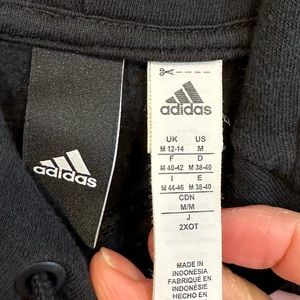 adidas
adidas
UK US
M 12-14 M
F D
M 40-42 M 38-40
I E
M 44-46 M 38-40
CDN
M/M
J
2XOT
MADE IN
INDONESIA
FABRIQUÉ EN
INDONÉSIE
HECHO EN